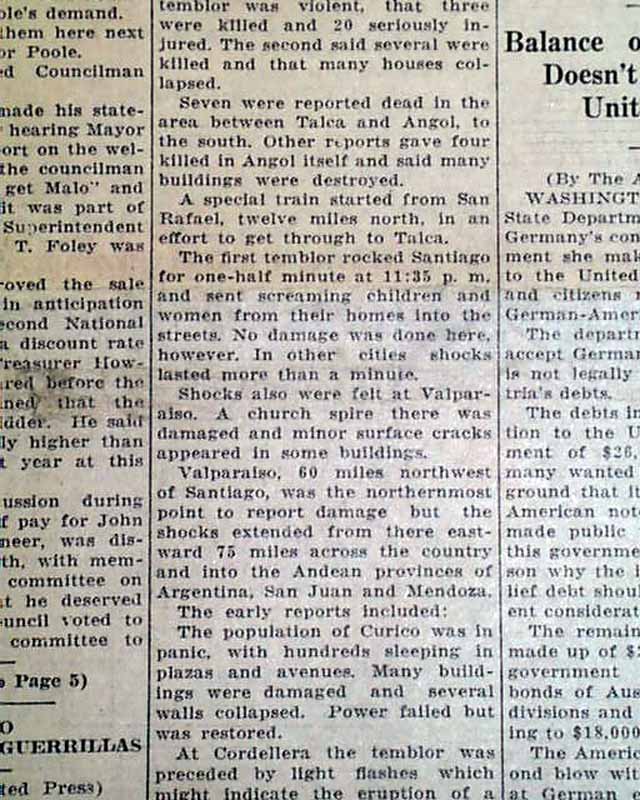 ple's demand.
them here next
or Poole.
ed Councilman
made his state-
hearing Mayor
ort on the wel-
the councilman
get Malo" and
it was part of
Superintendent
T. Foley was
roved the sale
in anticipation
econd National
a discount rate
Treasurer How-
ared before the
ined that the
idder. He said
ly higher than
t year at this
ussion during
f pay for John
neer, was dis-
th, with mem-
committee on
t he deserved
uncil voted to
committee to
Page 5)
O
GUERRILLAS
ted Press)
temblor was violent, that three
were killed and 20 seriously in-
jured. The second said several were
killed and that many houses col-
lapsed.
Seven were reported dead in the
area between Talca and Angol, to
the south. Other reports gave four
killed in Angol itself and said many
buildings were destroyed.
A special train started from San
Rafael, twelve miles north, in an
effort to get through to Talca.
The first temblor rocked Santiago
for one-half minute at 11:35 p. m.
and sent screaming children and
women from their homes into the
streets. No damage was done here,
however. In other cities shocks
lasted more than a minute.
Shocks also were felt at Valpar-
aiso. A church spire there was
damaged and minor surface cracks
appeared in some buildings.
Valparaiso, 60 miles northwest
of Santiago, was the northernmost
point to report damage but the
shocks extended from there east-
ward 75 miles across the country
and into the Andean provinces of
Argentina, San Juan and Mendoza.
The early reports included:
The population of Curico was in
panic, with hundreds sleeping in
plazas and avenues. Many build-
ings were damaged and several
walls collapsed. Power failed but
was restored.
At Cordellera the temblor was
preceded by light flashes which
might indicate the eruption of a
Balance o
Doesn't
Unit
(By The A
WASHINGT
State Departm
Germany's con
ment she mak
to the United
and citizens
German-Ameri
The departm
accept German
is not legally
tria's debts.
The debts in
tion to the U
ment of $26,
many wanted
ground that it
American note
made public
this governme
son why the i
lief debt shou
ent considerat
The remain
made up of $
government
bonds of Aus
divisions and
ing to $18,000
The Americ
ond blow wit
at German e